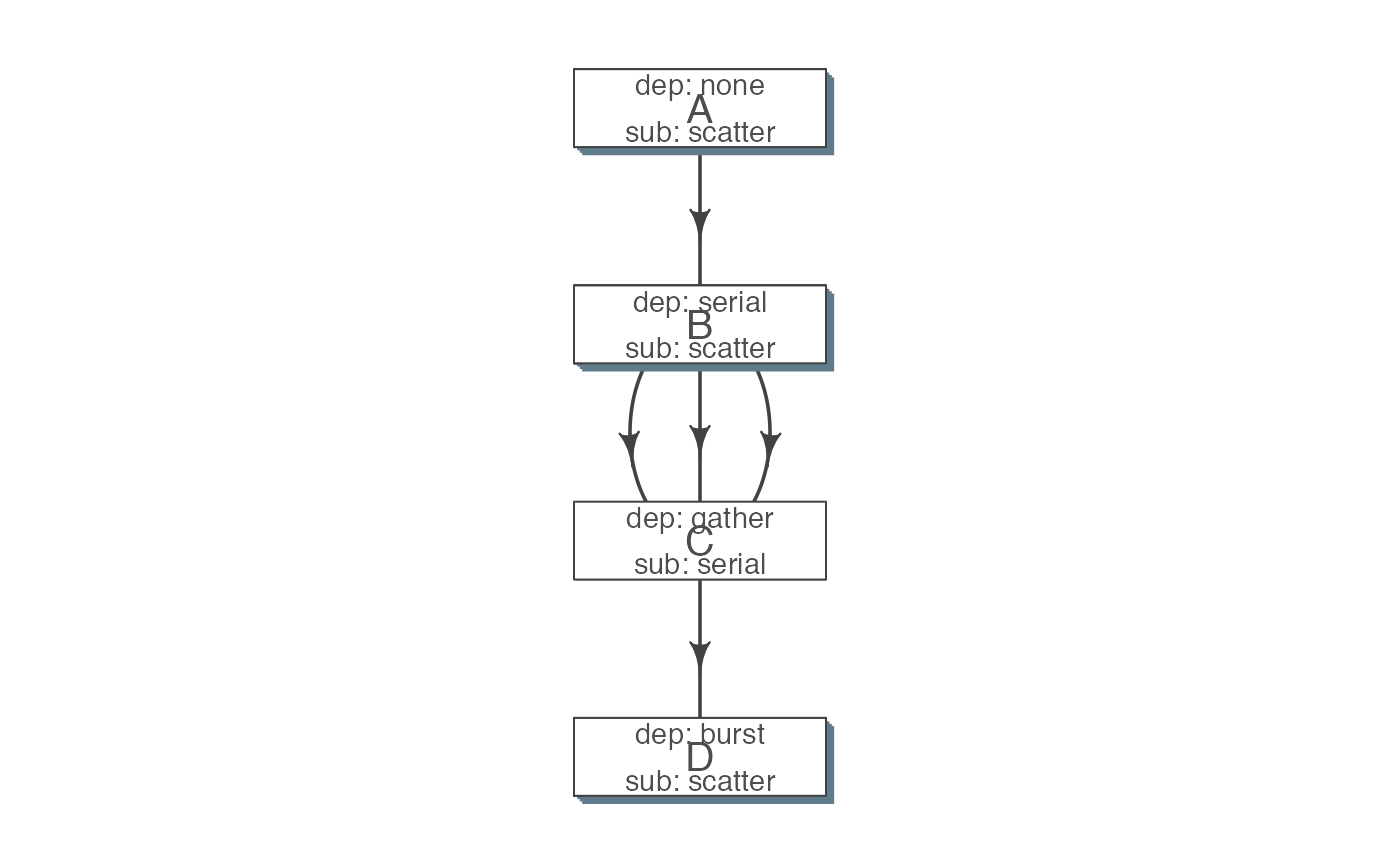 dep: none
A
sub: scatter
dep: serial
B
sub: scatter
dep: gather
C
sub: serial
dep: burst
D
sub: scatter